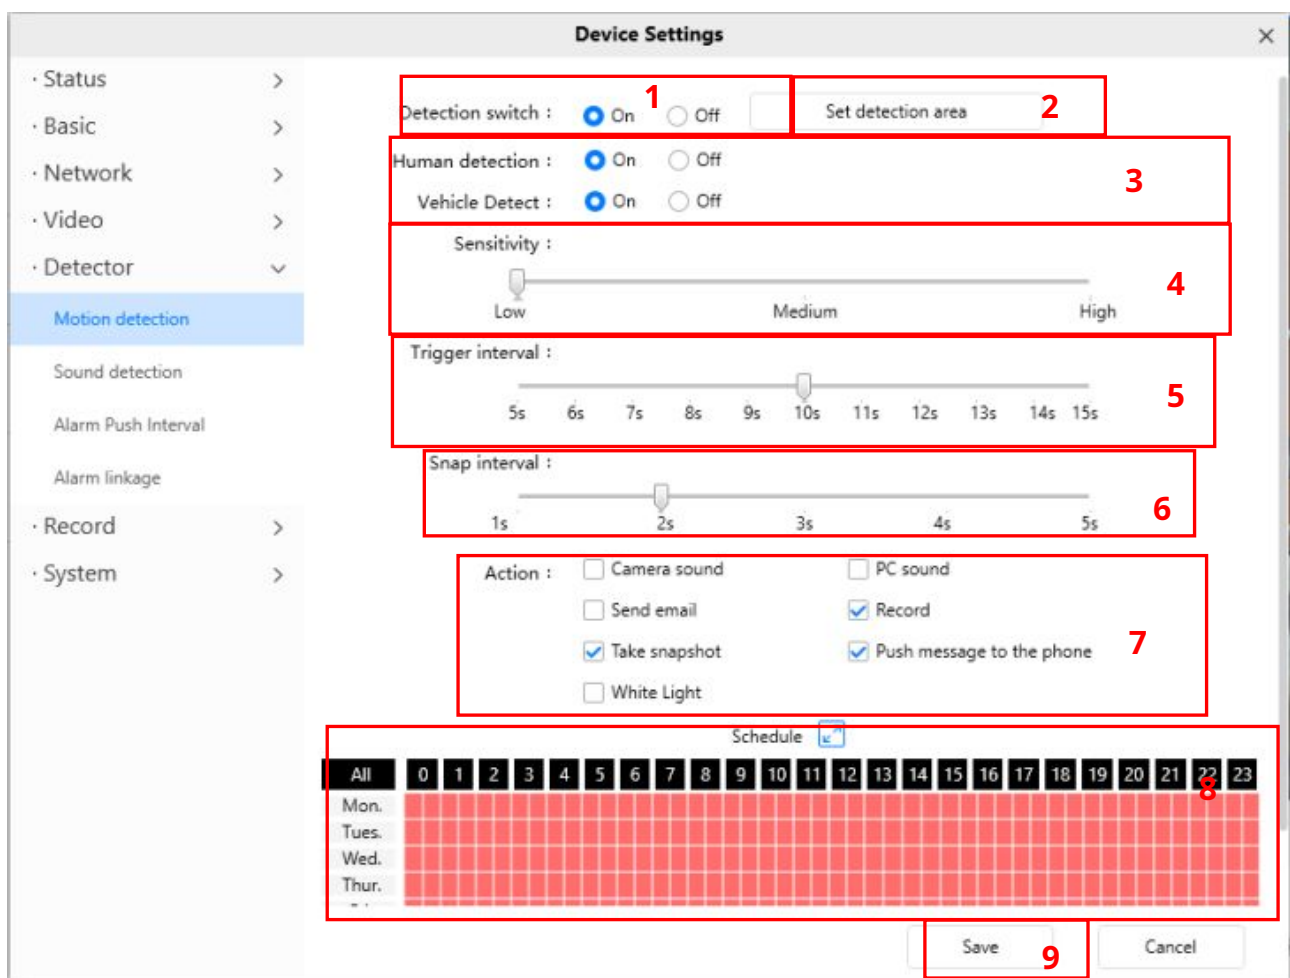 Device Settings
· Status
· Basic
· Network
· Video
· Detector
Motion detection
Sound detection
Alarm Push Interval
Alarm linkage
· Record
· System
Detection switch : On Off 1
Set detection area 2
Human detection : On Off
Vehicle Detect : On Off
3
Sensitivity :
Low Medium High
4
Trigger interval :
5s 6s 7s 8s 9s 10s 11s 12s 13s 14s 15s
5
Snap interval :
1s 2s 3s 4s 5s
6
Action : Camera sound PC sound
Send email Record
Take snapshot Push message to the phone
White Light
7
Schedule
All 0 1 2 3 4 5 6 7 8 9 10 11 12 13 14 15 16 17 18 19 20 21 22 23
8
Mon.
Tues.
Wed.
Thur.
Save Cancel
9